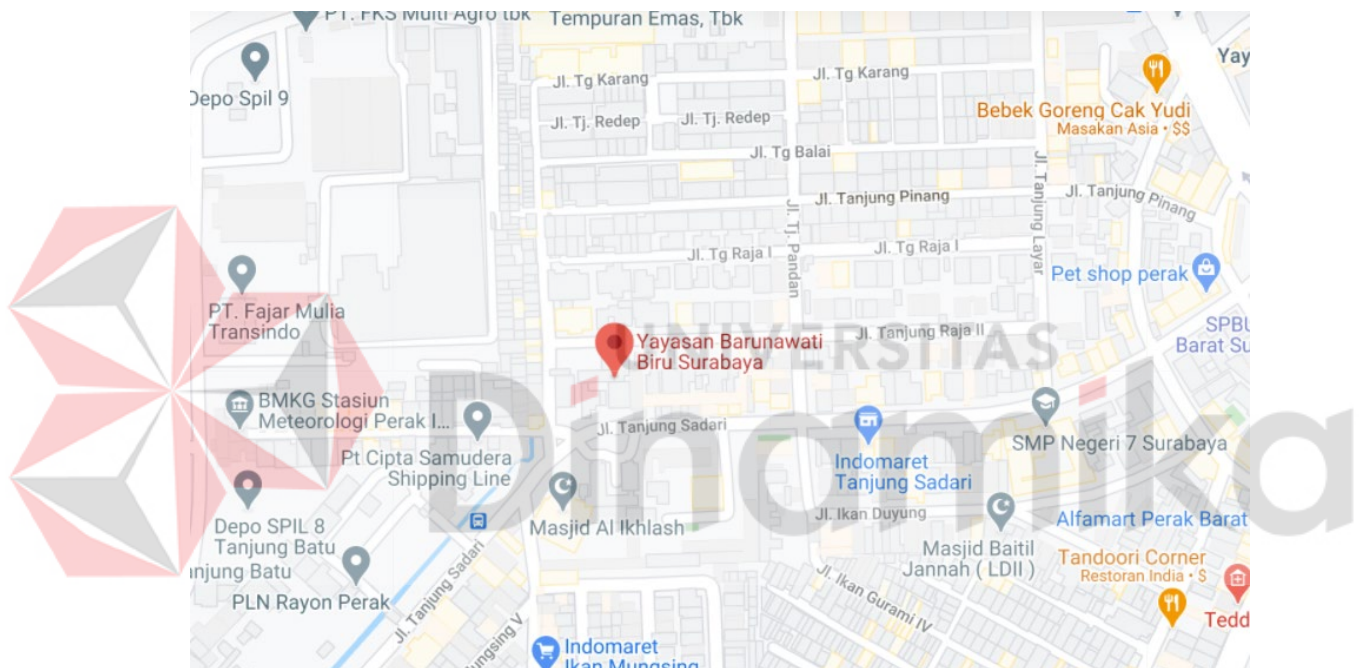 PT. FKS Multi Agro tbk
Tempuran Emas, Tbk
Depo Spil 9
Jl. Tg Karang
Jl. Tg Karang
Yay
Bebek Goreng Cak Yudi
Masakan Asia • $$
Jl. Tj. Redep
Jl. Tj. Redep
Jl. Tg Balai
Jl. Tanjung Pinang
Jl. Tanjung Pinang
Jl. Tanjung Layar
Jl. Tj. Pandan
Jl. Tg Raja I
Jl. Tg Raja I
Pet shop perak
PT. Fajar Mulia
Transindo
Jl. Tanjung Raja II
SPBU
Barat Su
UNIVERSITAS
Dinamika
Yayasan Barunawati
Biru Surabaya
BMKG Stasiun
Meteorologi Perak I...
Jl. Tanjung Sadari
SMP Negeri 7 Surabaya
Pt Cipta Samudera
Shipping Line
Indomaret
Tanjung Sadari
Depo SPIL 8
Tanjung Batu
anjung Batu
Masjid Al Ikhlash
Jl. Ikan Duyung
Alfamart Perak Barat
Masjid Baitil
Jannah ( LDII )
Tandoori Corner
Restoran India • $
PLN Rayon Perak
Jl. Tanjung Sadari
Jl. Ikan Gurami IV
Tedd
ungsing V
Indomaret
Ikan Mungsing